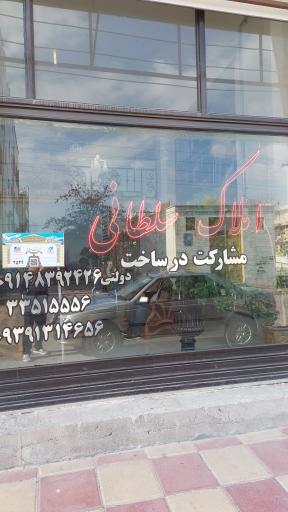 املاک سلطانی
مشارکت در ساخت
دولتی ۰۹۱۴۸۳۹۲۴۲۶
۳۳۵۱۵۵۵۶
۰۹۳۹۱۳۱۴۶۵۶